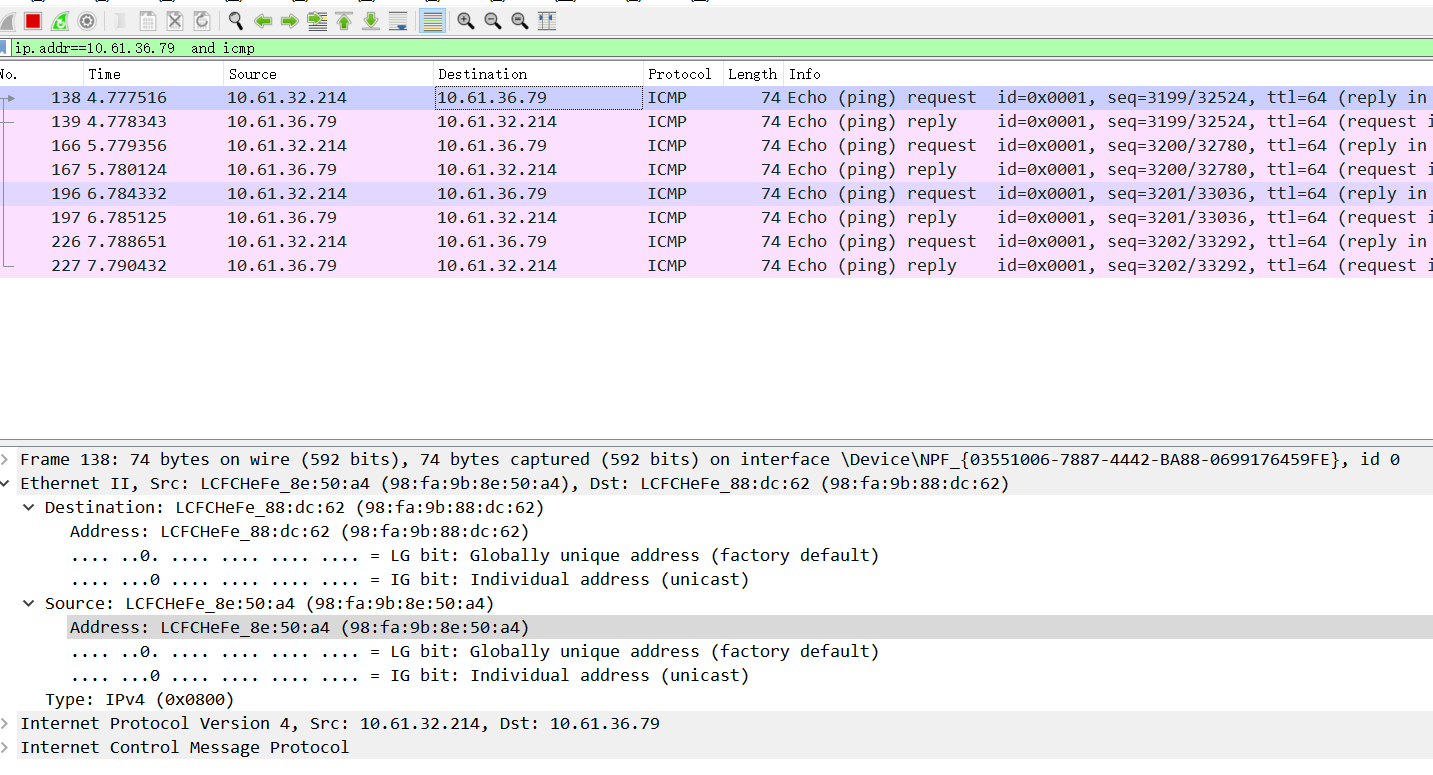 ip.addr==10.61.36.79  and icmp
No. Time Source Destination Protocol Length Info
138 4.777516 10.61.32.214 10.61.36.79 ICMP 74 Echo (ping) request  id=0x0001, seq=3199/32524, ttl=64 (reply in
139 4.778343 10.61.36.79 10.61.32.214 ICMP 74 Echo (ping) reply    id=0x0001, seq=3199/32524, ttl=64 (request i
166 5.779356 10.61.32.214 10.61.36.79 ICMP 74 Echo (ping) request  id=0x0001, seq=3200/32780, ttl=64 (reply in
167 5.780124 10.61.36.79 10.61.32.214 ICMP 74 Echo (ping) reply    id=0x0001, seq=3200/32780, ttl=64 (request i
196 6.784332 10.61.32.214 10.61.36.79 ICMP 74 Echo (ping) request  id=0x0001, seq=3201/33036, ttl=64 (reply in
197 6.785125 10.61.36.79 10.61.32.214 ICMP 74 Echo (ping) reply    id=0x0001, seq=3201/33036, ttl=64 (request i
226 7.788651 10.61.32.214 10.61.36.79 ICMP 74 Echo (ping) request  id=0x0001, seq=3202/33292, ttl=64 (reply in
227 7.790432 10.61.36.79 10.61.32.214 ICMP 74 Echo (ping) reply    id=0x0001, seq=3202/33292, ttl=64 (request i
Frame 138: 74 bytes on wire (592 bits), 74 bytes captured (592 bits) on interface \Device\NPF_{03551006-7887-4442-BA88-0699176459FE}, id 0
Ethernet II, Src: LCFCHeFe_8e:50:a4 (98:fa:9b:8e:50:a4), Dst: LCFCHeFe_88:dc:62 (98:fa:9b:88:dc:62)
Destination: LCFCHeFe_88:dc:62 (98:fa:9b:88:dc:62)
Address: LCFCHeFe_88:dc:62 (98:fa:9b:88:dc:62)
.... ..0. .... .... .... .... = LG bit: Globally unique address (factory default)
.... ...0 .... .... .... .... = IG bit: Individual address (unicast)
Source: LCFCHeFe_8e:50:a4 (98:fa:9b:8e:50:a4)
Address: LCFCHeFe_8e:50:a4 (98:fa:9b:8e:50:a4)
.... ..0. .... .... .... .... = LG bit: Globally unique address (factory default)
.... ...0 .... .... .... .... = IG bit: Individual address (unicast)
Type: IPv4 (0x0800)
Internet Protocol Version 4, Src: 10.61.32.214, Dst: 10.61.36.79
Internet Control Message Protocol